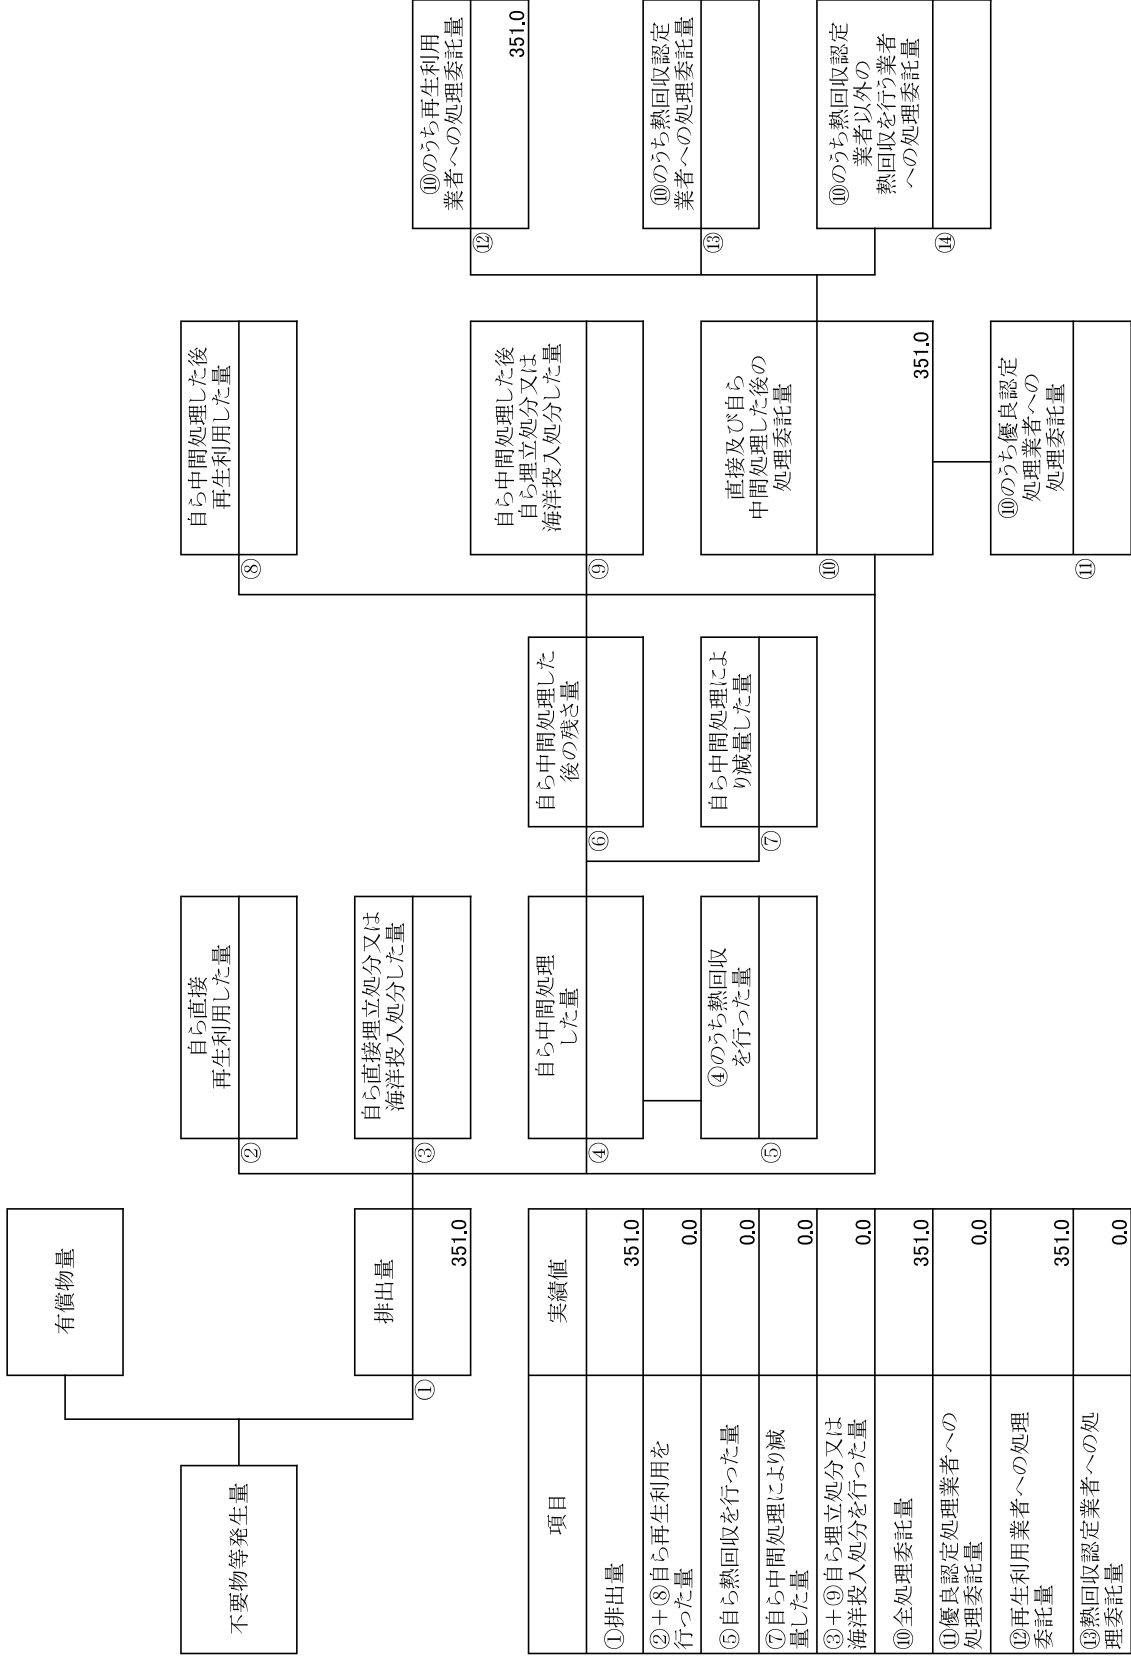 不要物等発生量
有償物量
排出量
①
351.0
自ら直接
再生利用した量
②
自ら直接埋立処分又は
海洋投入処分した量
③
自ら中間処理
した量
④
④のうち熱回収
を行った量
⑤
自ら中間処理した
後の残さ量
⑥
自ら中間処理によ
り減量した量
⑦
自ら中間処理した後
再生利用した量
⑧
自ら中間処理した後
自ら埋立処分又は
海洋投入処分した量
⑨
直接及び自ら
中間処理した後の
処理委託量
⑩
351.0
⑩のうち優良認定
処理業者への
処理委託量
⑪
⑩のうち再生利用
業者への処理委託量
⑫
351.0
⑩のうち熱回収認定
業者への処理委託量
⑬
⑩のうち熱回収認定
業者以外の
熱回収を行う業者
への処理委託量
⑭
項目 実績値
①排出量 351.0
②+⑧自ら再生利用を
行った量 0.0
⑤自ら熱回収を行った量 0.0
⑦自ら中間処理により減
量した量 0.0
③+⑨自ら埋立処分又は
海洋投入処分を行った量 0.0
⑩全処理委託量 351.0
⑪優良認定処理業者への
処理委託量 0.0
⑫再生利用業者への処理
委託量 351.0
⑬熱回収認定業者への処
理委託量 0.0